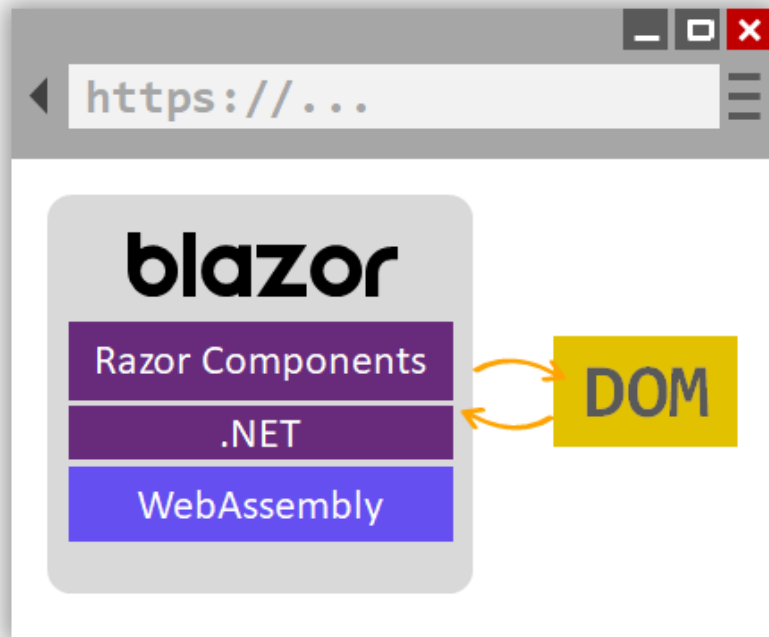 https://...
blazor
Razor Components
.NET
WebAssembly
DOM